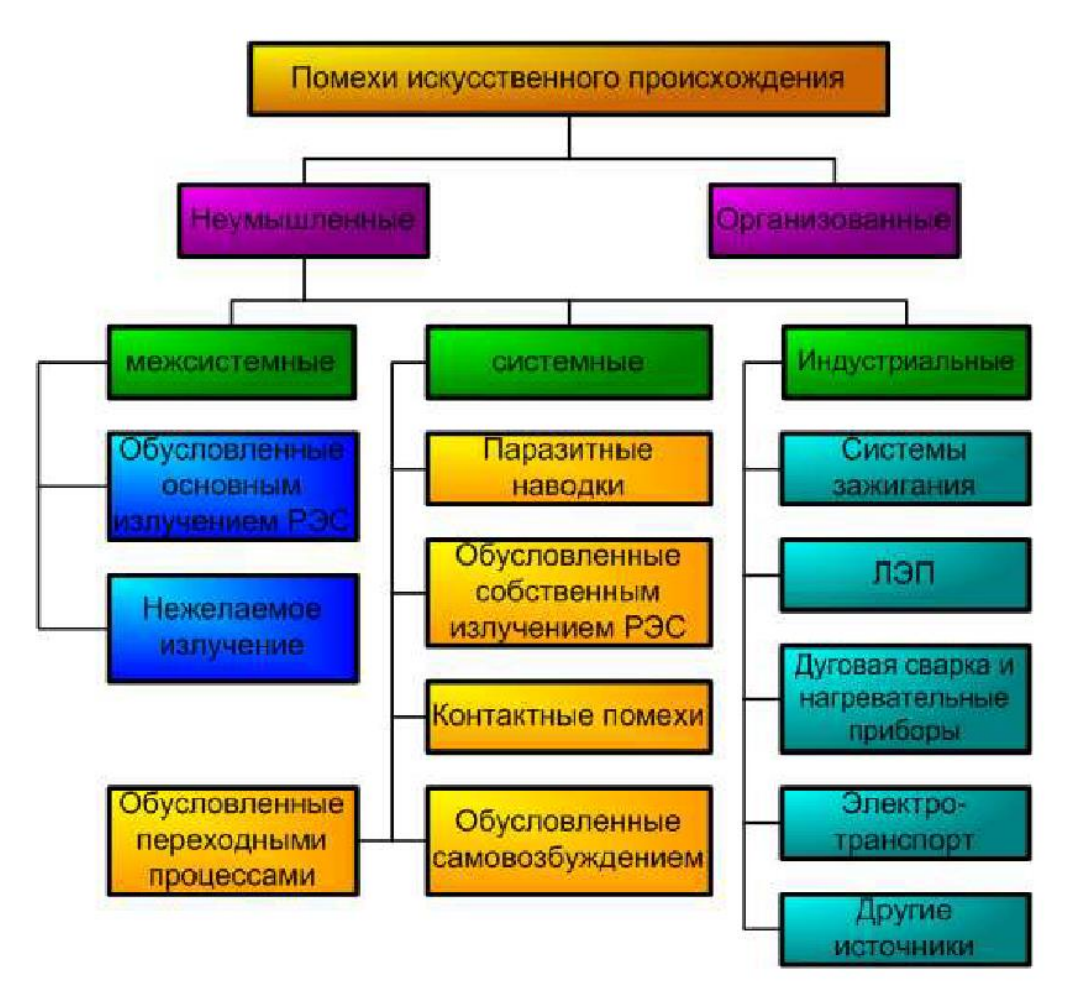 Помехи искусственного происхождения
Неумышленные
Организованные
межсистемные
системные
Индустриальные
Обусловленные
основным
излучением РЭС
Нежелаемое
излучение
Паразитные
наводки
Обусловленные
собственным
излучением РЭС
Контактные помехи
Обусловленные
переходными
процессами
Обусловленные
самовозбуждением
Системы
зажигания
ЛЭП
Дуговая сварка и
нагревательные
приборы
Электро-
транспорт
Другие
источники